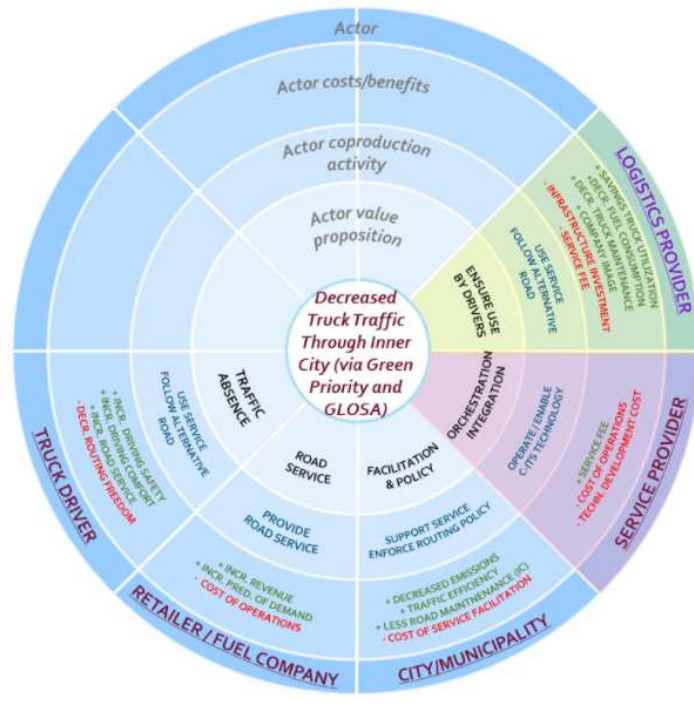 Actor
Actor costs/benefits
Actor coproduction
activity
Actor value
proposition
Decreased
Truck Traffic
Through Inner
City (via Green
Priority and
GLOSA)
LOGISTICS PROVIDER
+ SAVINGS TRUCK UTILIZATION
+DECR. FUEL CONSUMPTION
+ DECR. TRUCK MAINTENANCE
+ COMPANY IMAGE
- INFRASTRUCTURE INVESTMENT
- SERVICE FEE
USE SERVICE
FOLLOW ALTERNATIVE
ROAD
ENSURE USE
BY DRIVERS
SERVICE PROVIDER
+ SERVICE FEE
- COST OF OPERATIONS
- TECHN. DEVELOPMENT COST
OPERATE / ENABLE
C-ITS TECHNOLOGY
ORCHESTRATION
INTEGRATION
FACILITATION
& POLICY
SUPPORT SERVICE
ENFORCE ROUTING POLICY
+ DECREASED EMISSIONS
+ TRAFFIC EFFICIENCY
+ LESS ROAD MAINTNENANCE (IC)
- COST OF SERVICE FACILITATION
CITY/MUNICIPALITY
ROAD
SERVICE
PROVIDE
ROAD SERVICE
+ INCR. REVENUE
+ INCR. PRED. OF DEMAND
- COST OF OPERATIONS
RETAILER / FUEL COMPANY
TRAFFIC
ABSENCE
USE SERVICE
FOLLOW ALTERNATIVE
ROAD
+ INCR. DRIVING SAFETY
+ INCR. DRIVING COMFORT
+ INCR. ROAD SERVICE
- DECR. ROUTING FREEDOM
TRUCK DRIVER